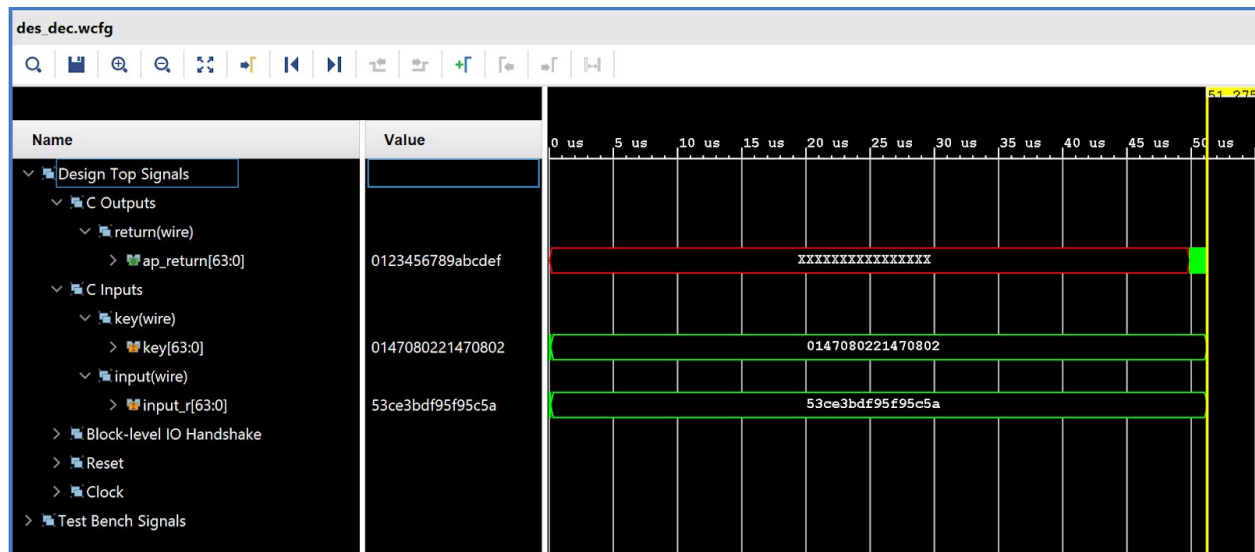 des_dec.wcfg
51.275
Name
Value
0 us 5 us 10 us 15 us 20 us 25 us 30 us 35 us 40 us 45 us 50 us
Design Top Signals
C Outputs
return(wire)
ap_return[63:0] 0123456789abcdef XXXXXXXXXXXXXXXX
C Inputs
key(wire)
key[63:0] 0147080221470802 0147080221470802
input(wire)
input_r[63:0] 53ce3bdf95f95c5a 53ce3bdf95f95c5a
Block-level IO Handshake
Reset
Clock
Test Bench Signals